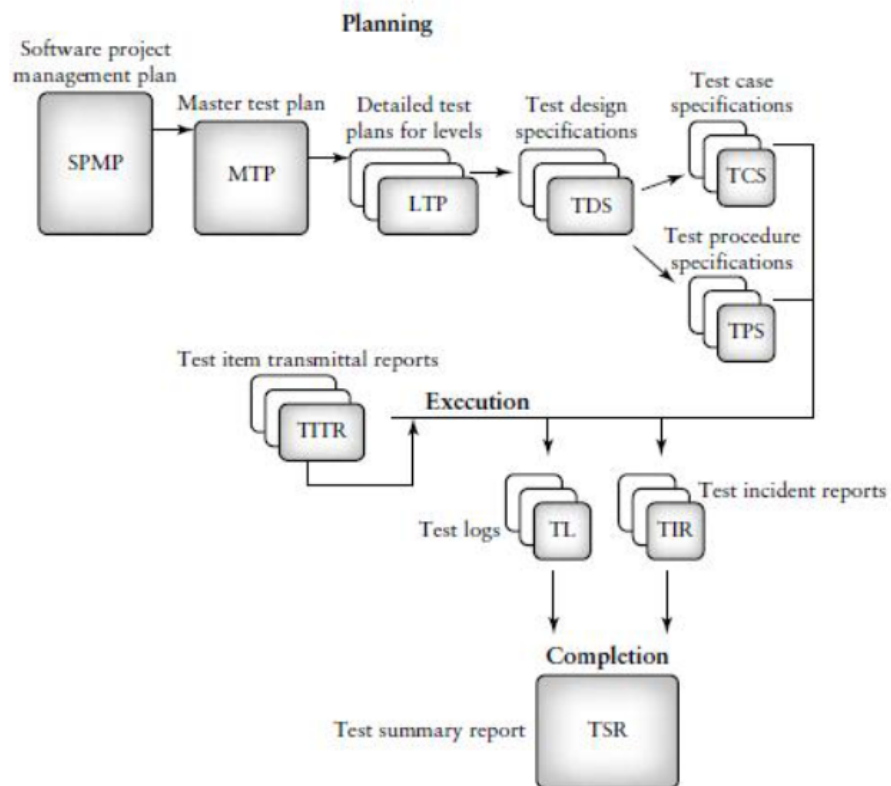 Planning
Software project
management plan
SPMP
Master test plan
MTP
Detailed test
plans for levels
LTP
Test design
specifications
TDS
Test case
specifications
TCS
Test procedure
specifications
TPS
Test item transmittal reports
TITR
Execution
Test logs
TL
TIR
Test incident reports
Completion
Test summary report
TSR